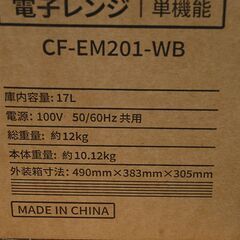 電子レンジ | 単機能
CF-EM201-WB
庫内容量: 17L
電源: 100V 50/60Hz 共用
総重量: 約12kg
本体重量: 約10.12kg
外装箱寸法: 490mm×383mm×305mm
MADE IN CHINA